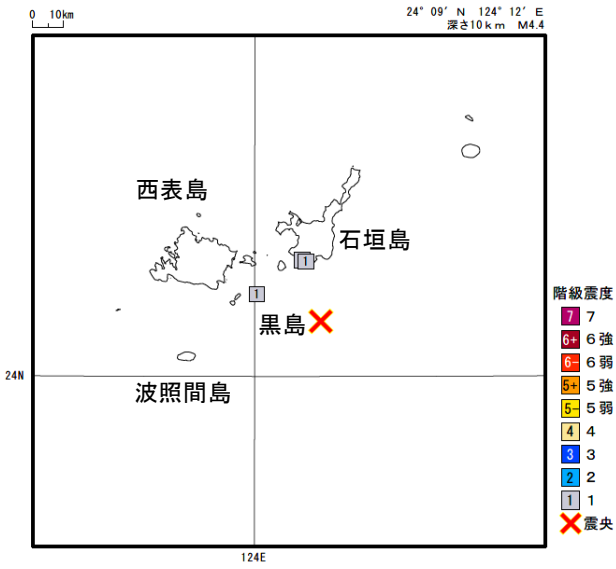 0 10km
24° 09′ N 124° 12′ E
深さ10km M4.4
西表島
石垣島
1
1
黒島
24N
波照間島
124E
階級震度
7 7
6+ 6強
6- 6弱
5+ 5強
5- 5弱
4 4
3 3
2 2
1 1
震央